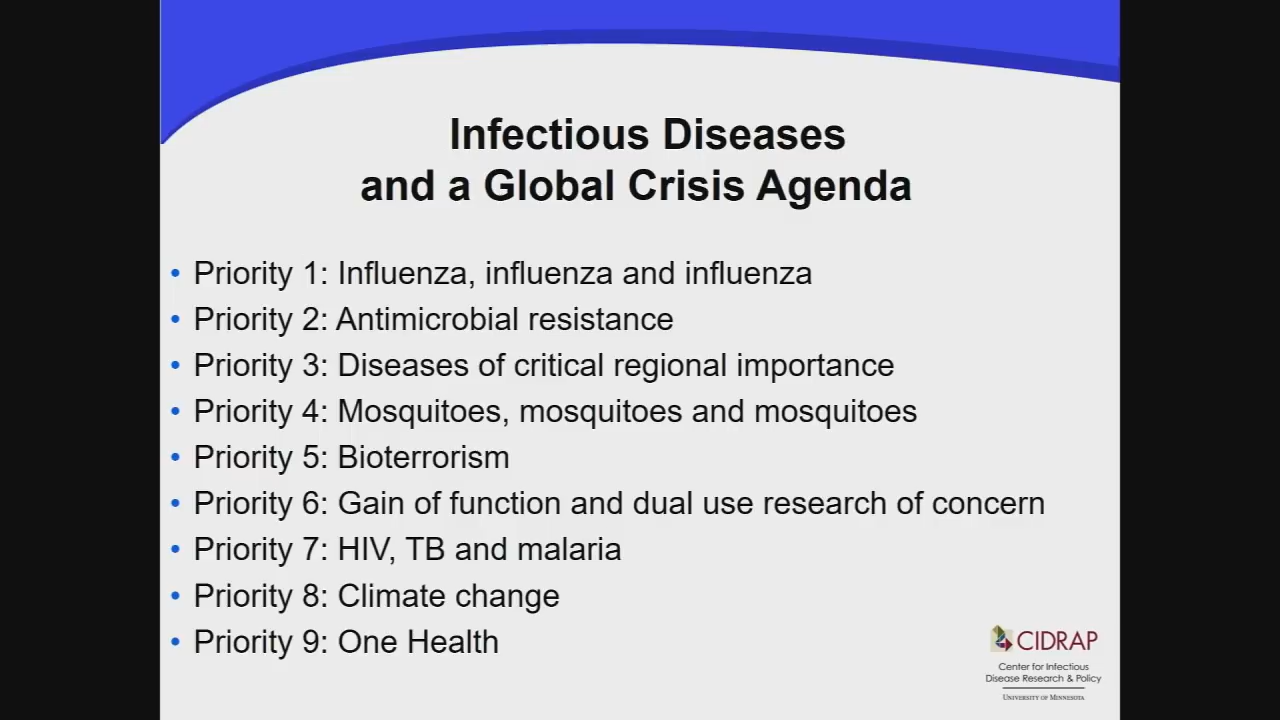 Infectious Diseases
and a Global Crisis Agenda
• Priority 1: Influenza, influenza and influenza
• Priority 2: Antimicrobial resistance
• Priority 3: Diseases of critical regional importance
• Priority 4: Mosquitoes, mosquitoes and mosquitoes
• Priority 5: Bioterrorism
• Priority 6: Gain of function and dual use research of concern
• Priority 7: HIV, TB and malaria
• Priority 8: Climate change
• Priority 9: One Health
CIDRAP
Center for Infectious
Disease Research & Policy
UNIVERSITY OF MINNESOTA